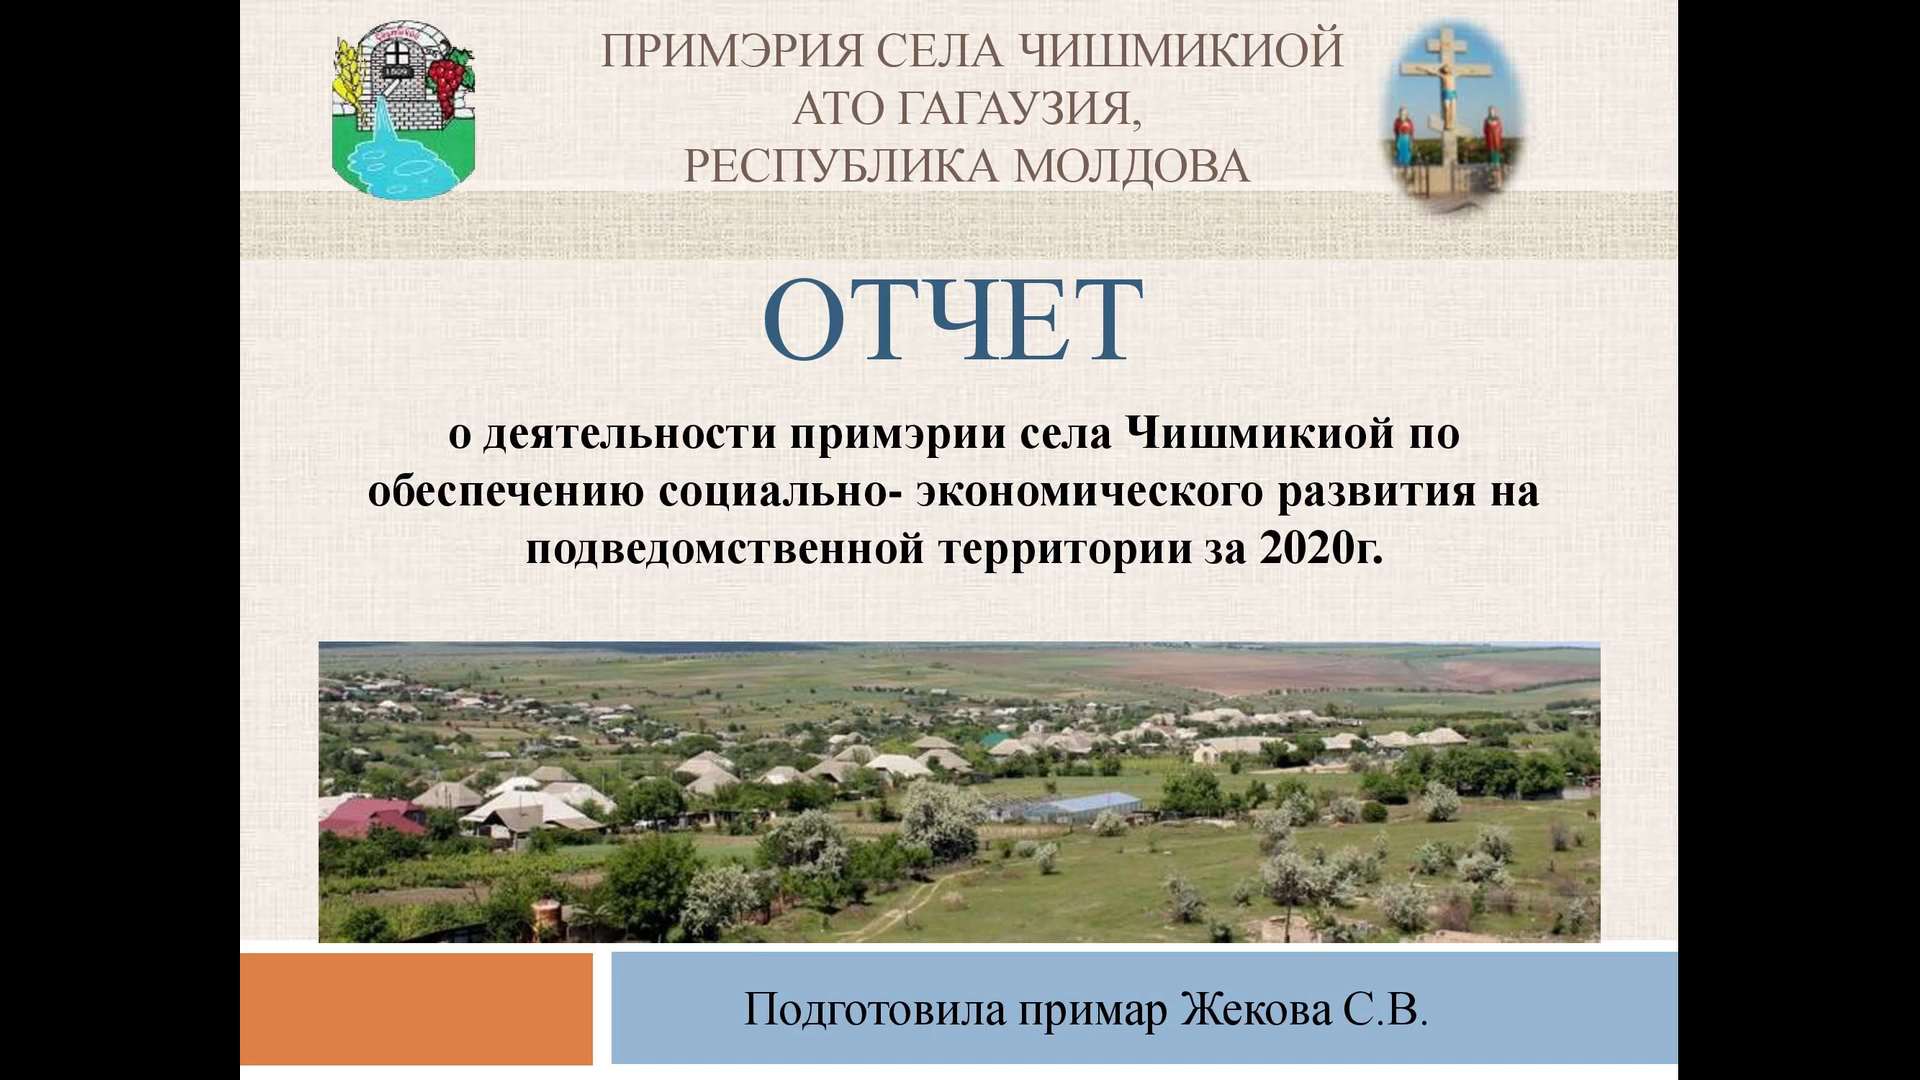 ПРИМЭРИЯ СЕЛА ЧИШМИКИОЙ
АТО ГАГАУЗИЯ,
РЕСПУБЛИКА МОЛДОВА
1809
ОТЧЕТ
о деятельности примэрии села Чишмикиой по
обеспечению социально- экономического развития на
подведомственной территории за 2020г.
Подготовила примар Жекова С.В.